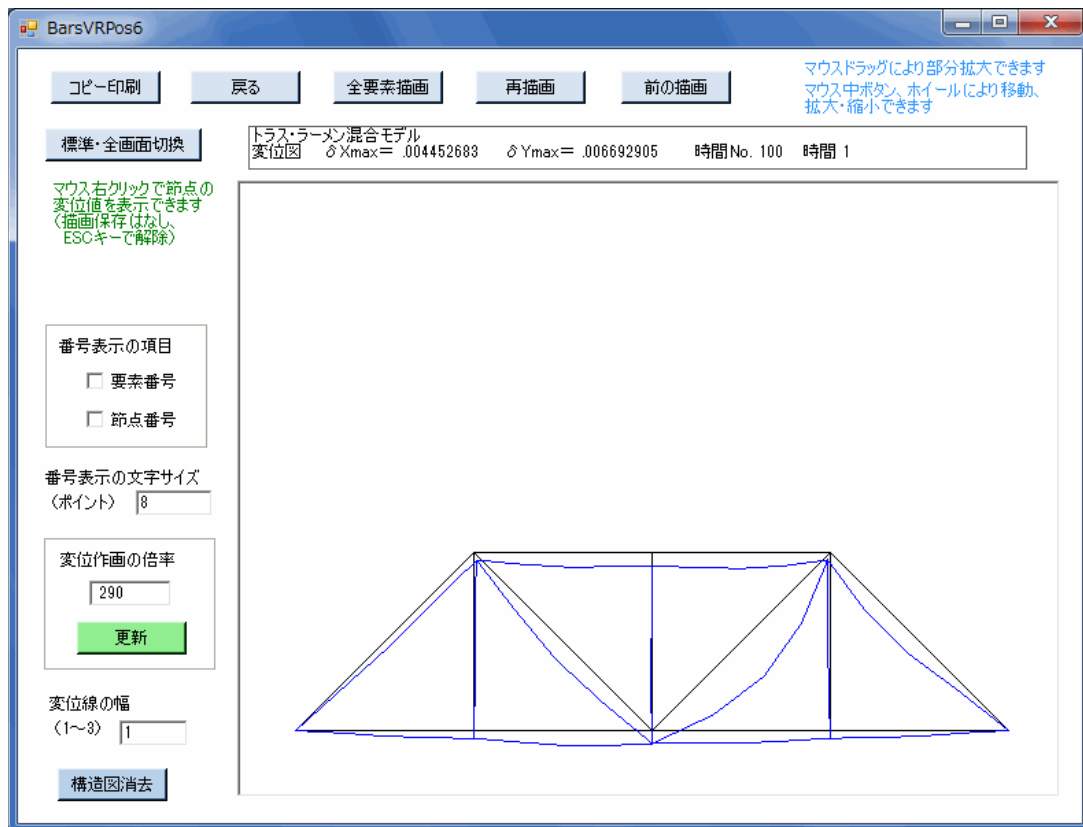 BarsVRPos6
コピー印刷
戻る
全要素描画
再描画
前の描画
マウスドラッグにより部分拡大できます
マウス中ボタン、ホイールにより移動、
拡大・縮小できます
標準・全画面切換
トラス・ラーメン混合モデル
変位図 δXmax＝ .004452683 δYmax＝ .006692905 時間No. 100 時間 1
マウス右クリックで節点の
変位値を表示できます
（描画保存はなし、
ESCキーで解除）
番号表示の項目
要素番号
節点番号
番号表示の文字サイズ
（ポイント） 8
変位作画の倍率
290
更新
変位線の幅
（1～3） 1
構造図消去